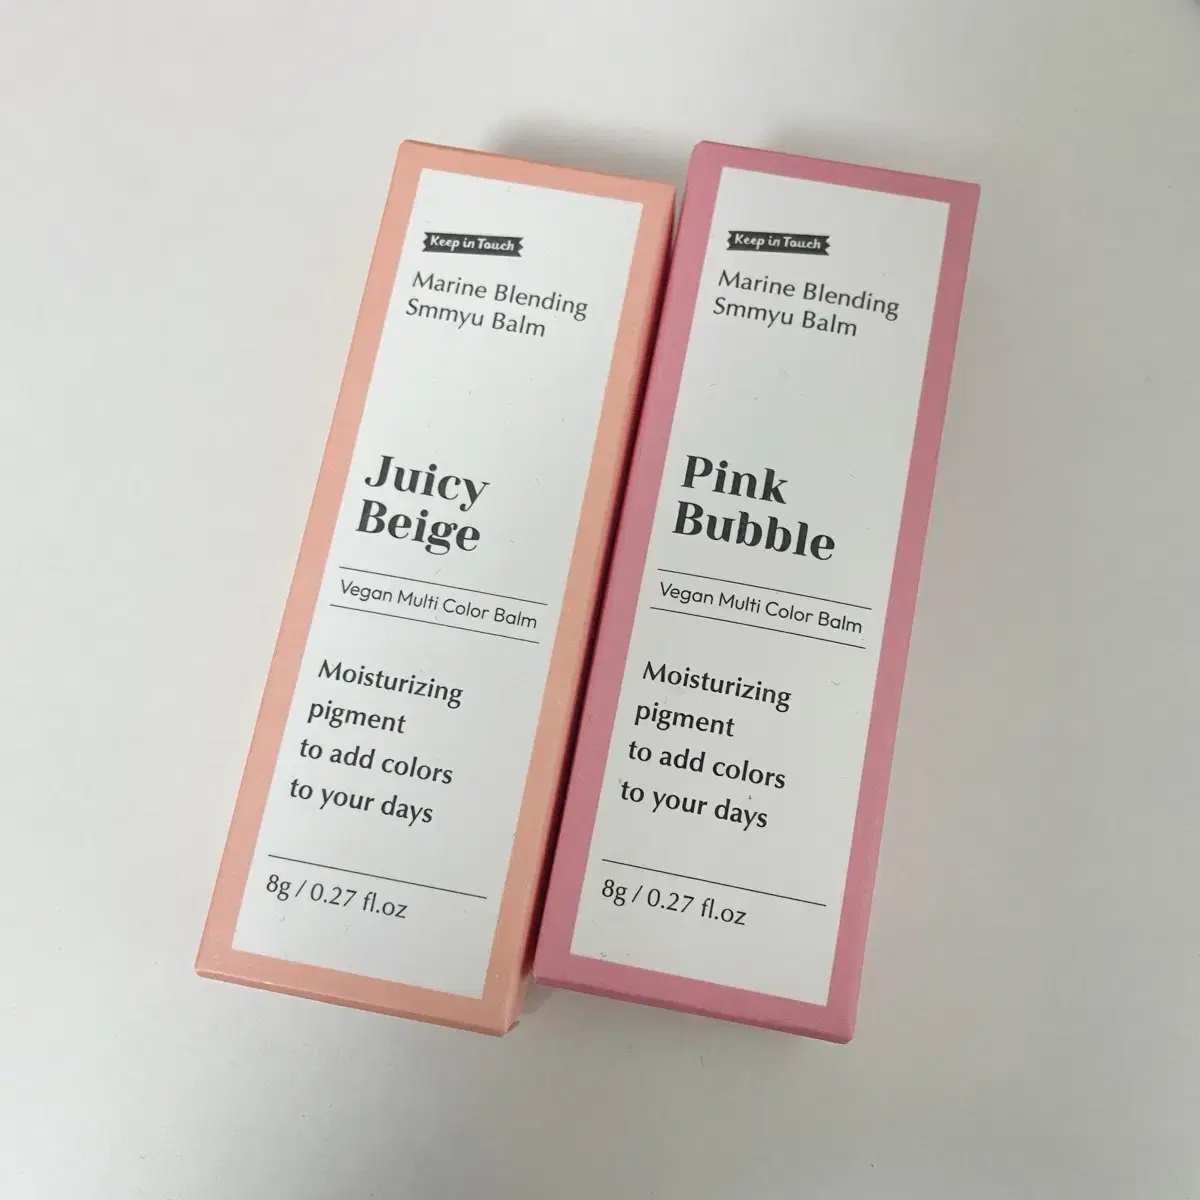 Keep in Touch
Marine Blending
Smmyu Balm
Juicy
Beige
Vegan Multi Color Balm
Moisturizing
pigment
to add colors
to your days
8g / 0.27 fl.oz
Keep in Touch
Marine Blending
Smmyu Balm
Pink
Bubble
Vegan Multi Color Balm
Moisturizing
pigment
to add colors
to your days
8g / 0.27 fl.oz